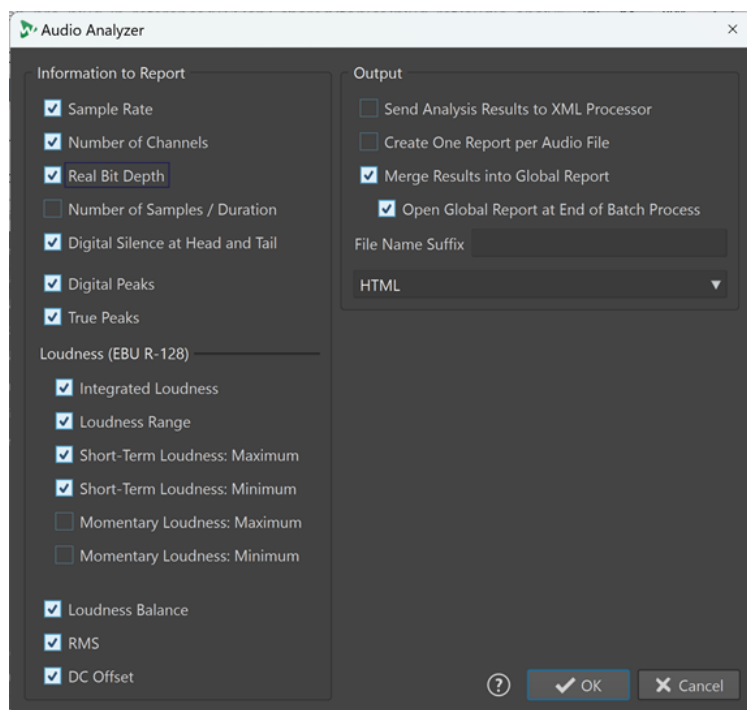 Audio Analyzer
Information to Report
Sample Rate
Number of Channels
Real Bit Depth
Number of Samples / Duration
Digital Silence at Head and Tail
Digital Peaks
True Peaks
Loudness (EBU R-128)
Integrated Loudness
Loudness Range
Short-Term Loudness: Maximum
Short-Term Loudness: Minimum
Momentary Loudness: Maximum
Momentary Loudness: Minimum
Loudness Balance
RMS
DC Offset
Output
Send Analysis Results to XML Processor
Create One Report per Audio File
Merge Results into Global Report
Open Global Report at End of Batch Process
File Name Suffix
HTML
? OK Cancel